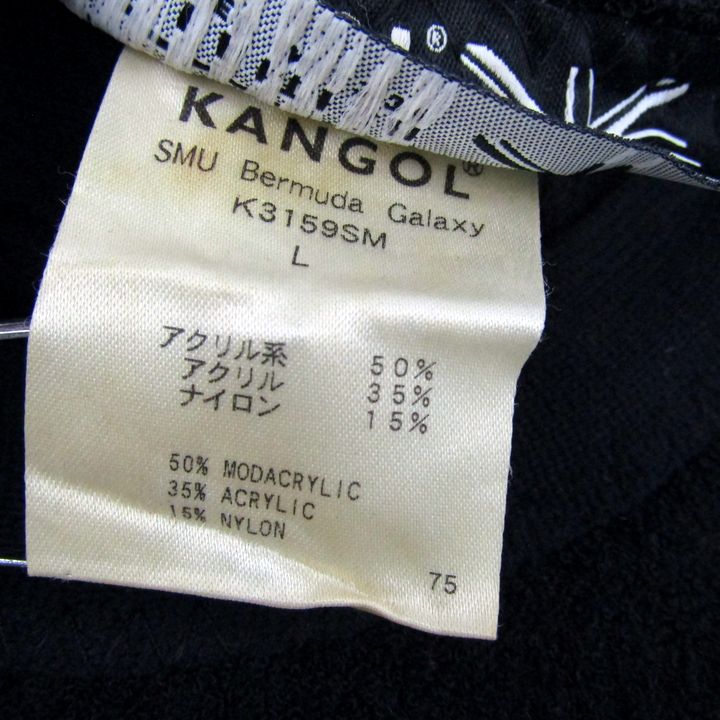 ®
KANGOL®
SMU Bermuda Galaxy
K3159SM
L
アクリル系 50%
アクリル 35%
ナイロン 15%
50% MODACRYLIC
35% ACRYLIC
15% NYLON
75